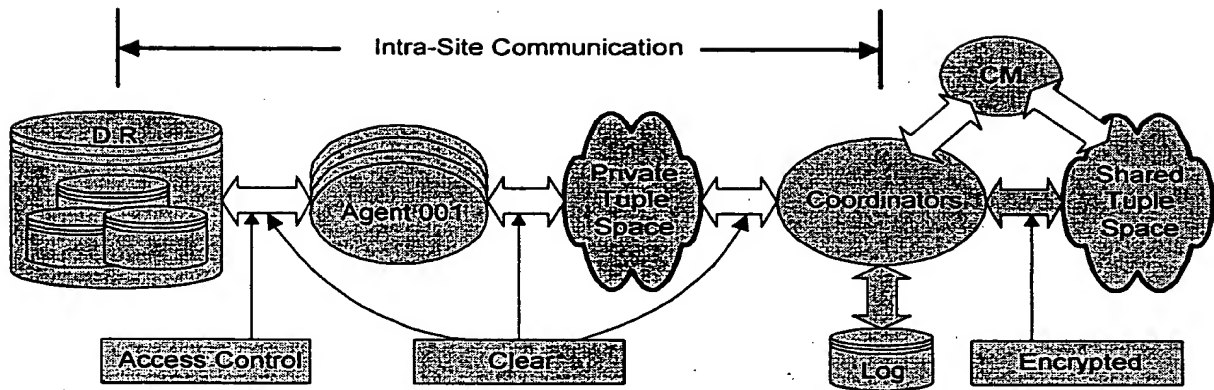 Intra-Site Communication
CM
D.R.
Agent 001
Private
Tuple
Space
Coordinators
Shared
Tuple
Space
Access Control
Clear
Log
Encrypted